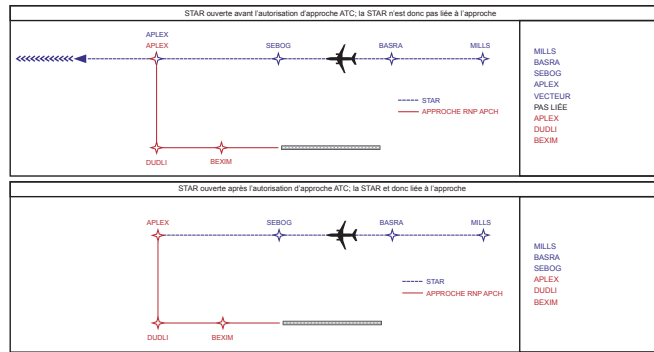 STAR ouverte avant l'autorisation d'approche ATC; la STAR n'est donc pas liée à l'approche
APLEX
APLEX
SEBOG
BASRA
MILLS
STAR
APPROCHE RNP APCH
DUDLI
BEXIM
MILLS
BASRA
SEBOG
APLEX
VECTEUR
PAS LIÉE
APLEX
DUDLI
BEXIM
STAR ouverte après l'autorisation d'approche ATC; la STAR et donc liée à l'approche
APLEX
SEBOG
BASRA
MILLS
STAR
APPROCHE RNP APCH
DUDLI
BEXIM
MILLS
BASRA
SEBOG
APLEX
DUDLI
BEXIM